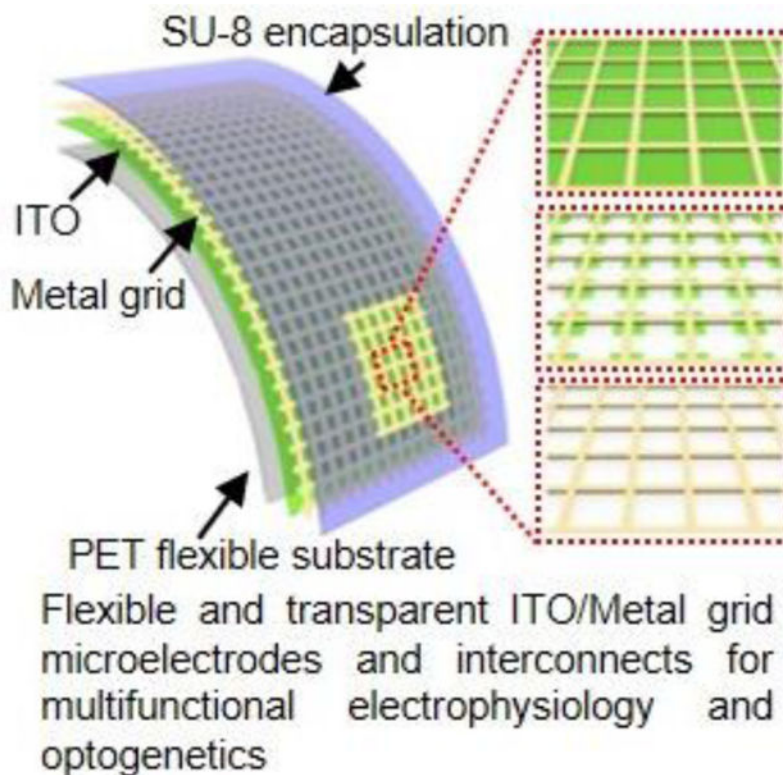 SU-8 encapsulation
ITO
Metal grid
PET flexible substrate
Flexible and transparent ITO/Metal grid
microelectrodes and interconnects for
multifunctional electrophysiology and
optogenetics